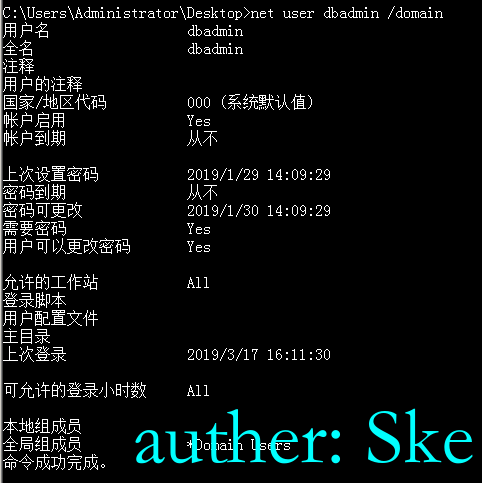 C:\Users\Administrator\Desktop>net user dbadmin /domain
用户名 dbadmin
全名 dbadmin
注释
用户的注释
国家/地区代码 000 (系统默认值)
帐户启用 Yes
帐户到期 从不
上次设置密码 2019/1/29 14:09:29
密码到期 从不
密码可更改 2019/1/30 14:09:29
需要密码 Yes
用户可以更改密码 Yes
允许的工作站 All
登录脚本
用户配置文件
主目录
上次登录 2019/3/17 16:11:30
可允许的登录小时数 All
本地组成员
全局组成员 *Domain Users
命令成功完成。
auther: Ske